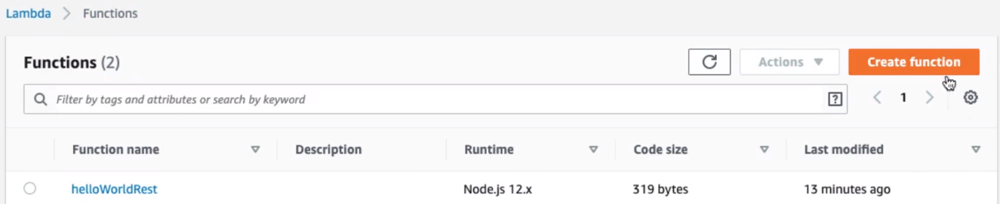 Lambda > Functions
Functions (2)
Actions Create function
Filter by tags and attributes or search by keyword ? 1
Function name Description Runtime Code size Last modified
helloWorldRest Node.js 12.x 319 bytes 13 minutes ago